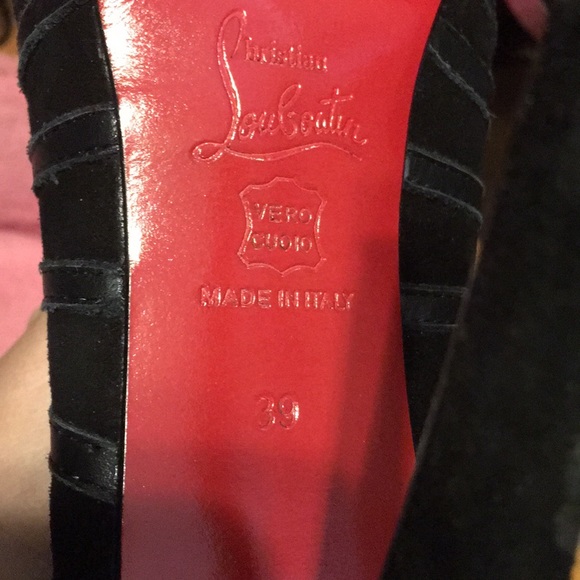 Christian
Louboutin
VERO
CUOIO
MADE IN ITALY
39